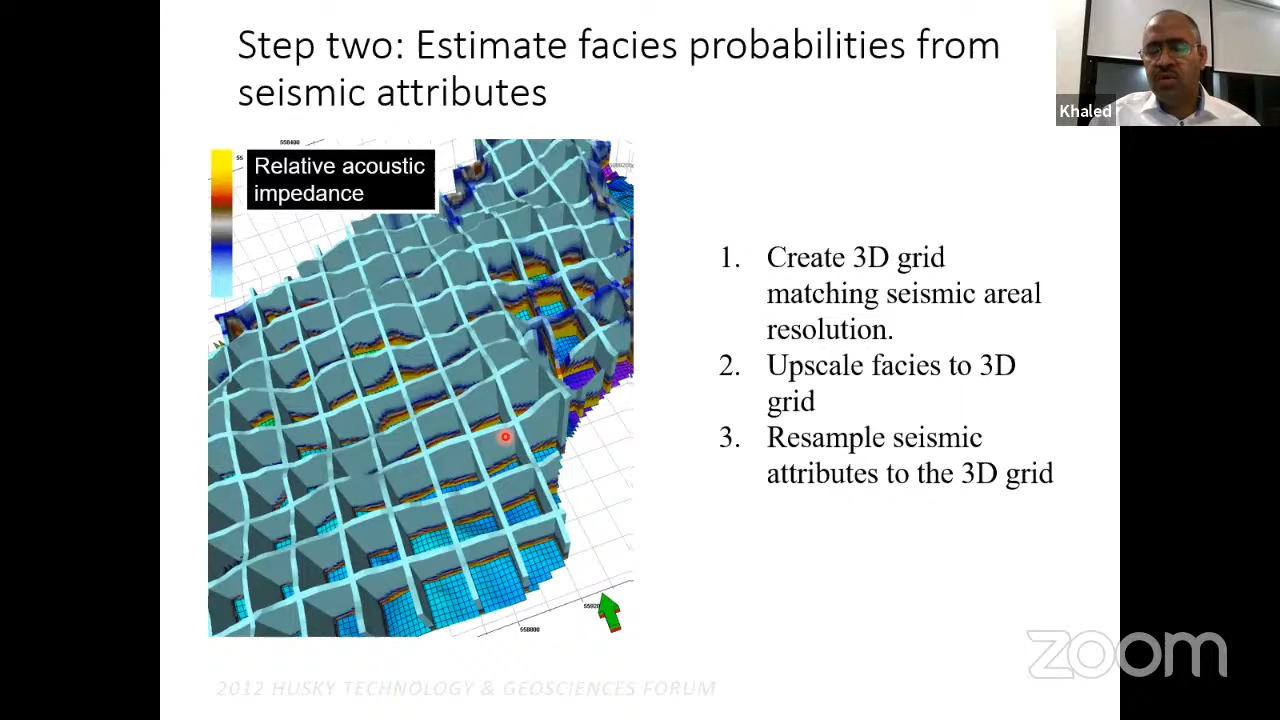 Step two: Estimate facies probabilities from
seismic attributes
Khaled
Relative acoustic
impedance
1. Create 3D grid
matching seismic areal
resolution.
2. Upscale facies to 3D
grid
3. Resample seismic
attributes to the 3D grid
558400
558800
2012 HUSKY TECHNOLOGY & GEOSCIENCES FORUM
zoom